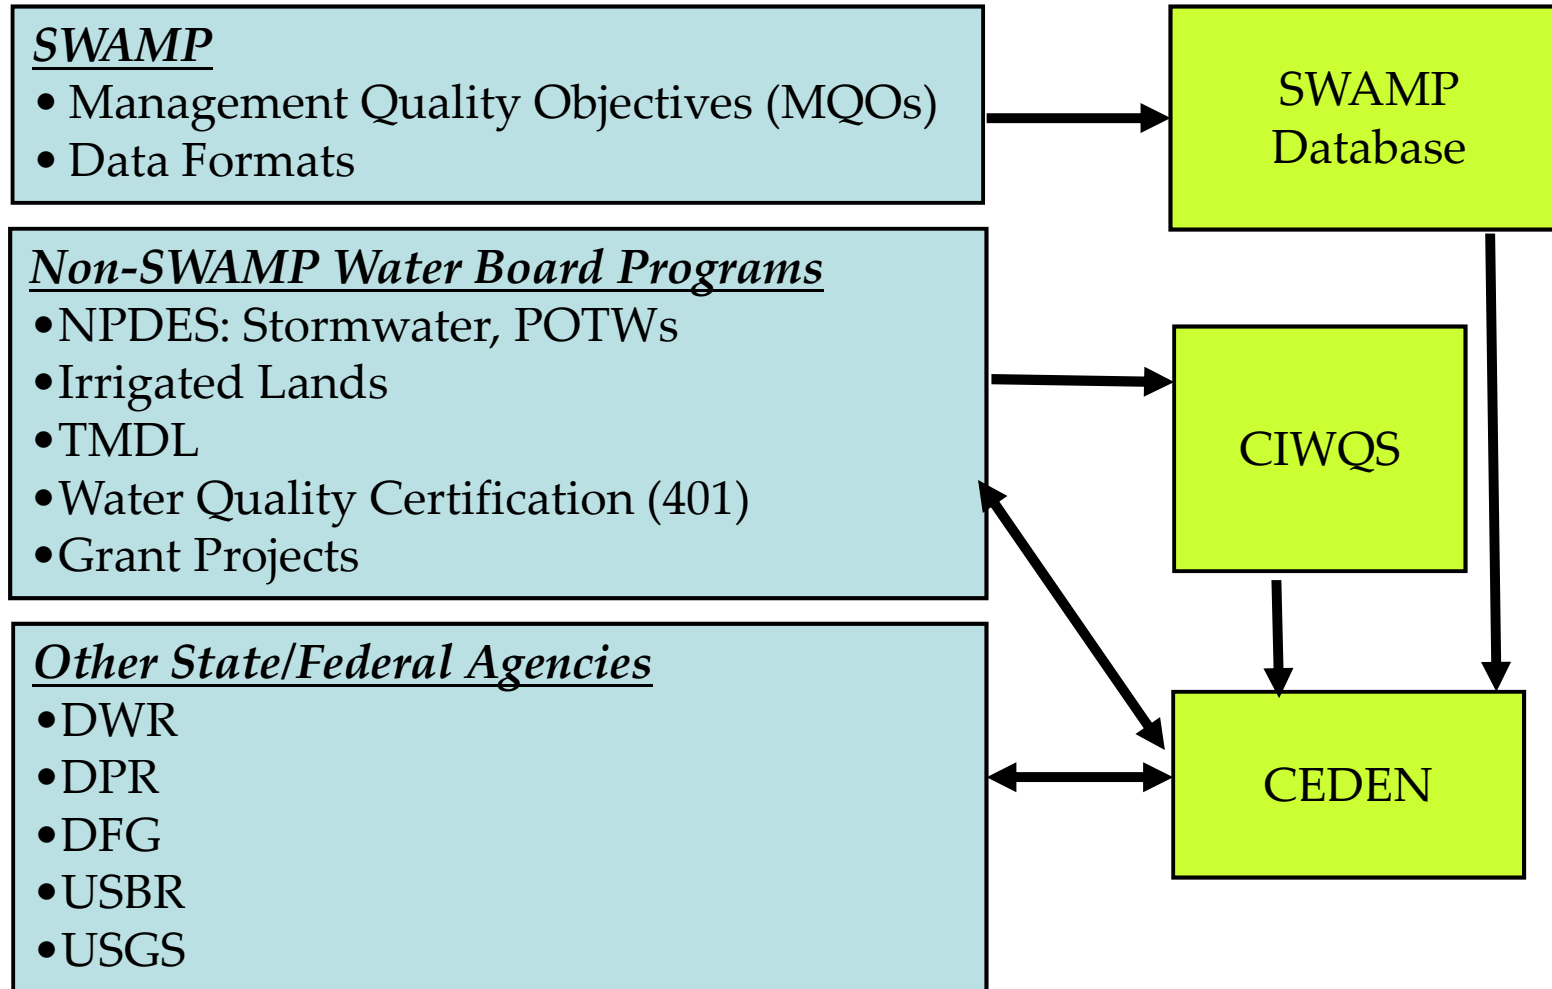 SWAMP
• Management Quality Objectives (MQOs)
• Data Formats
SWAMP
Database
Non-SWAMP Water Board Programs
•NPDES: Stormwater, POTWs
•Irrigated Lands
•TMDL
•Water Quality Certification (401)
•Grant Projects
CIWQS
Other State/Federal Agencies
•DWR
•DPR
•DFG
•USBR
•USGS
CEDEN